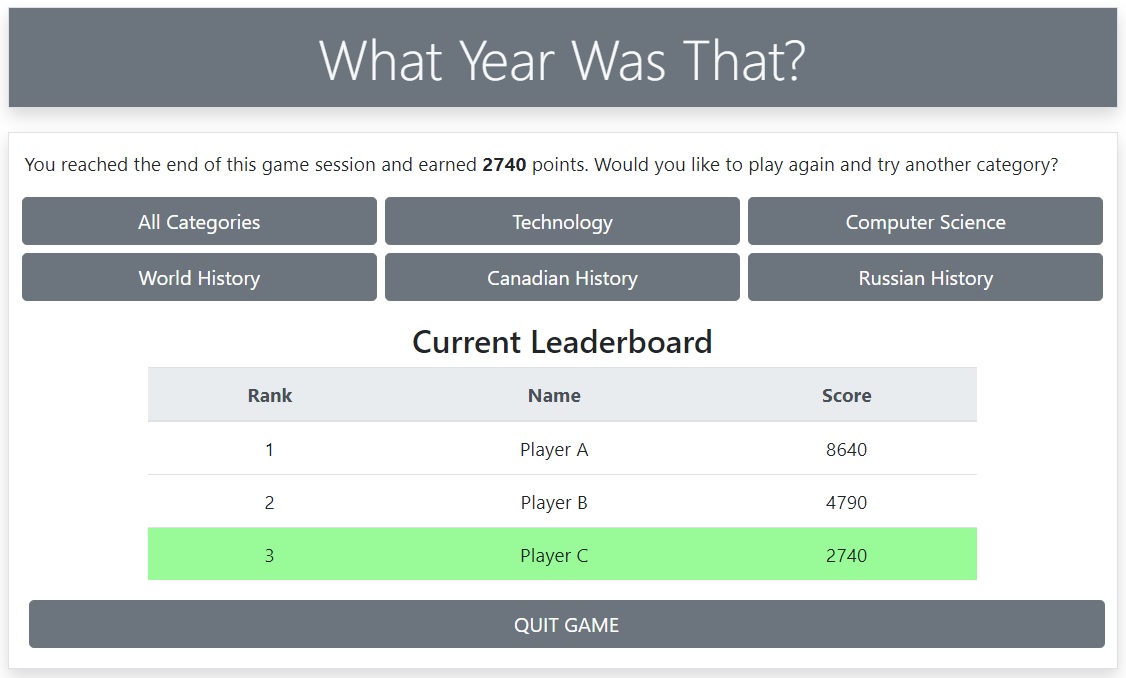 What Year Was That?
You reached the end of this game session and earned 2740 points. Would you like to play again and try another category?
All Categories Technology Computer Science
World History Canadian History Russian History
Current Leaderboard
Rank Name Score
1 Player A 8640
2 Player B 4790
3 Player C 2740
QUIT GAME